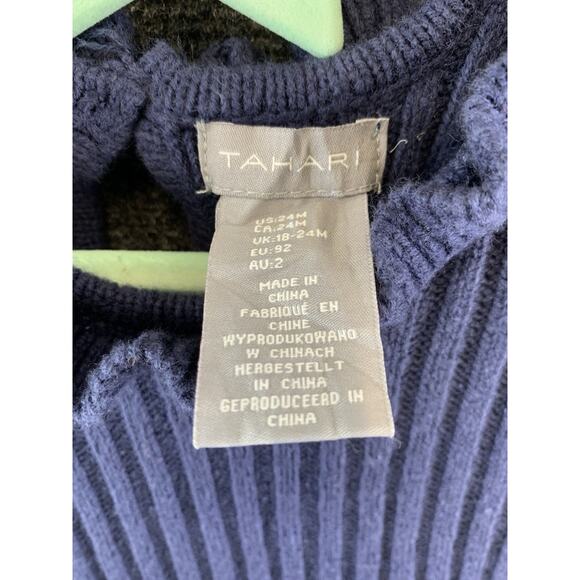 TAHARI
US:24M
CA:24M
UK:18-24M
EU:92
AU:2
MADE IN
CHINA
FABRIQUÉ EN
CHINE
WYPRODUKOWANO
W CHINACH
HERGESTELLT
IN CHINA
GEPRODUCEERD IN
CHINA